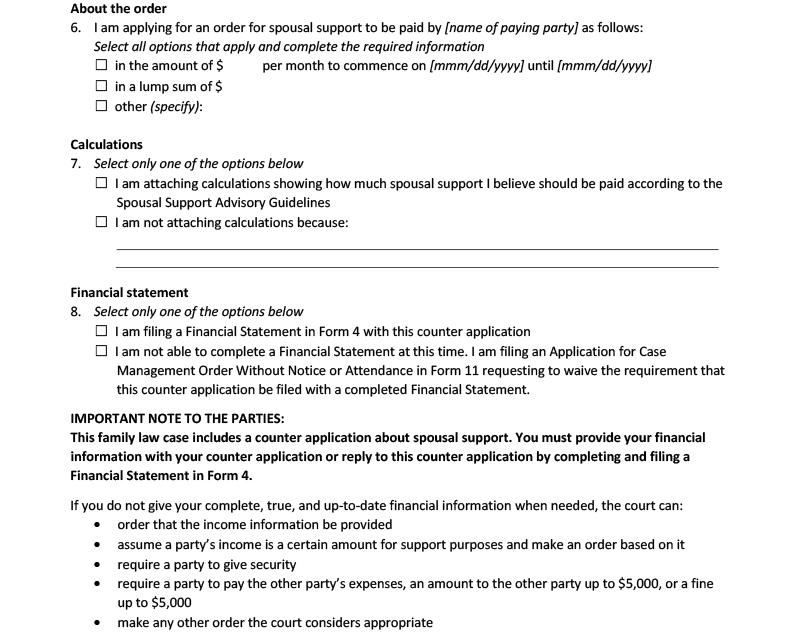 About the order
6. I am applying for an order for spousal support to be paid by [name of paying party] as follows:
Select all options that apply and complete the required information
☐ in the amount of $ per month to commence on [mmm/dd/yyyy] until [mmm/dd/yyyy]
☐ in a lump sum of $
☐ other (specify):
Calculations
7. Select only one of the options below
☐ I am attaching calculations showing how much spousal support I believe should be paid according to the
Spousal Support Advisory Guidelines
☐ I am not attaching calculations because:
Financial statement
8. Select only one of the options below
☐ I am filing a Financial Statement in Form 4 with this counter application
☐ I am not able to complete a Financial Statement at this time. I am filing an Application for Case
Management Order Without Notice or Attendance in Form 11 requesting to waive the requirement that
this counter application be filed with a completed Financial Statement.
IMPORTANT NOTE TO THE PARTIES:
This family law case includes a counter application about spousal support. You must provide your financial
information with your counter application or reply to this counter application by completing and filing a
Financial Statement in Form 4.
If you do not give your complete, true, and up-to-date financial information when needed, the court can:
• order that the income information be provided
• assume a party's income is a certain amount for support purposes and make an order based on it
• require a party to give security
• require a party to pay the other party's expenses, an amount to the other party up to $5,000, or a fine
up to $5,000
• make any other order the court considers appropriate